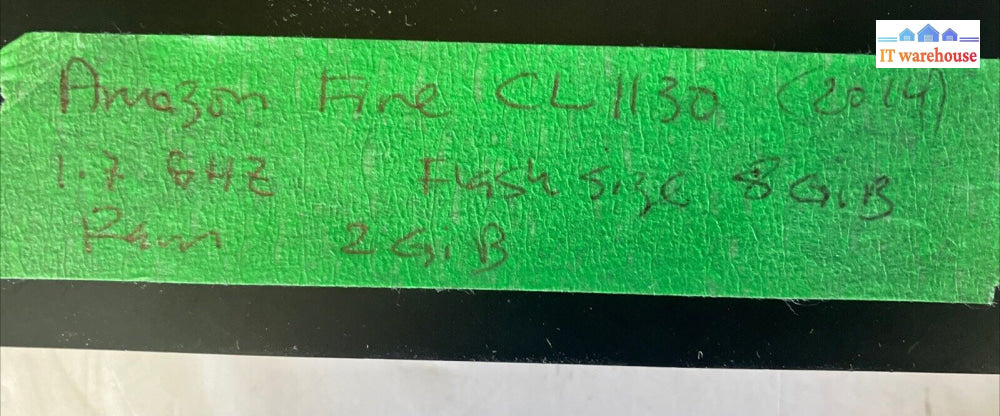 IT warehouse
Amazon Fire CL1130 (2014)
1.7 GHZ Flash size 8 GiB
Ram 2 GiB